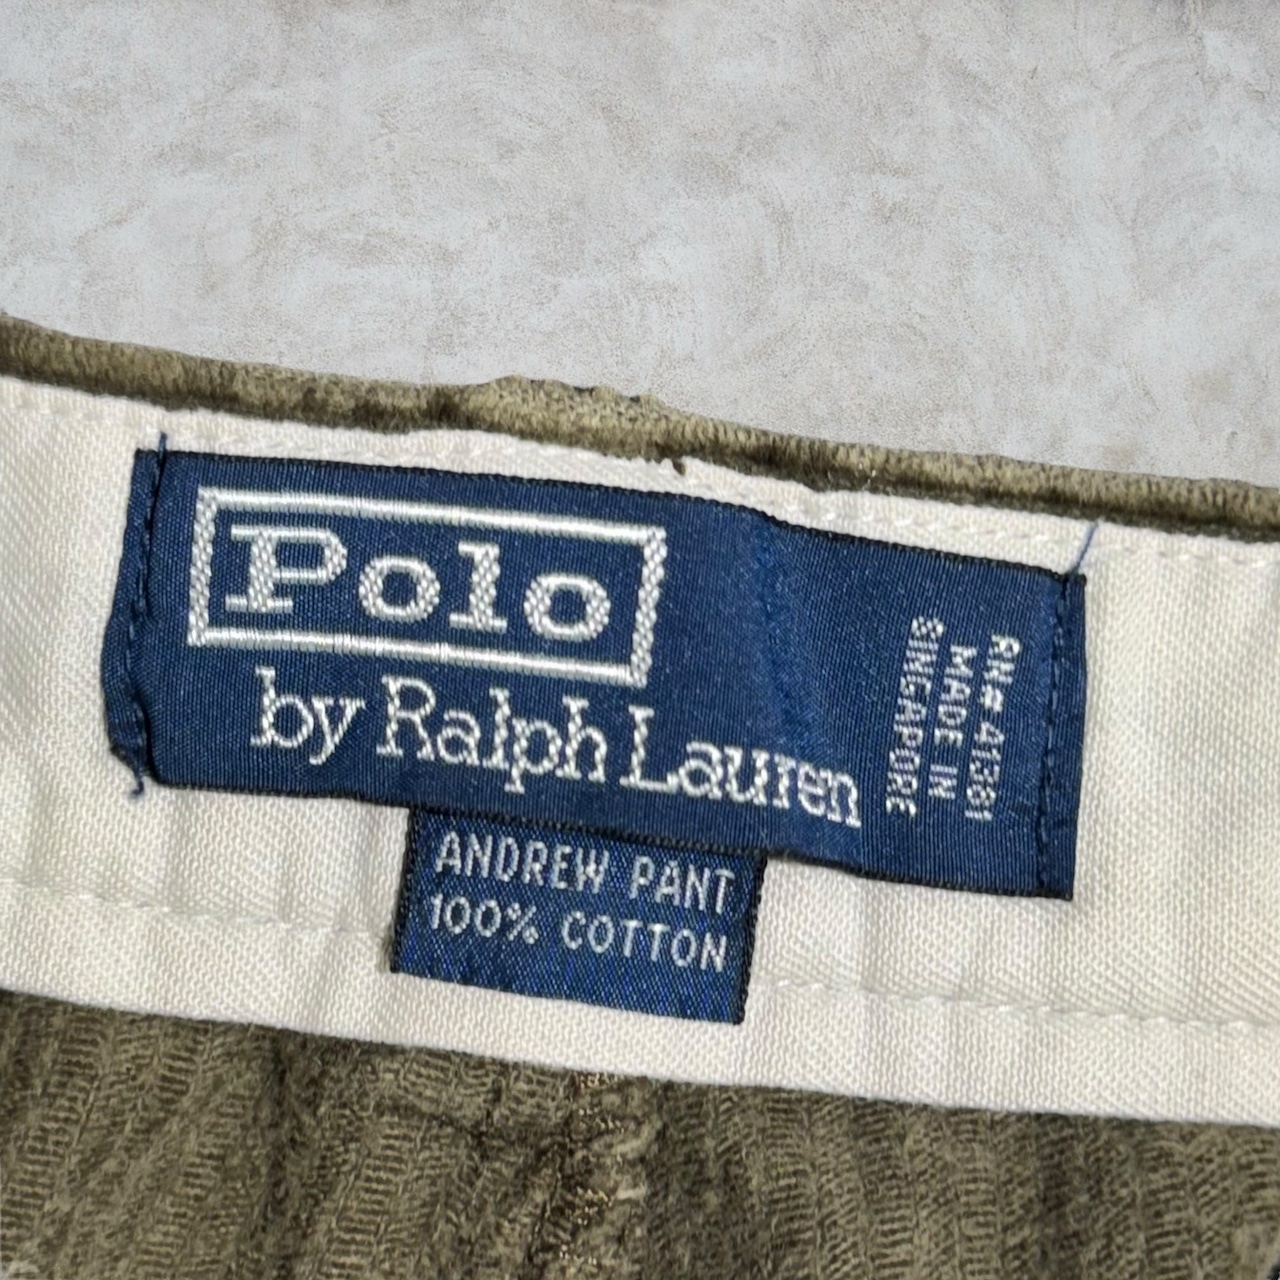 Polo
by Ralph Lauren
RN# 41381
MADE IN
SINGAPORE
ANDREW PANT
100% COTTON